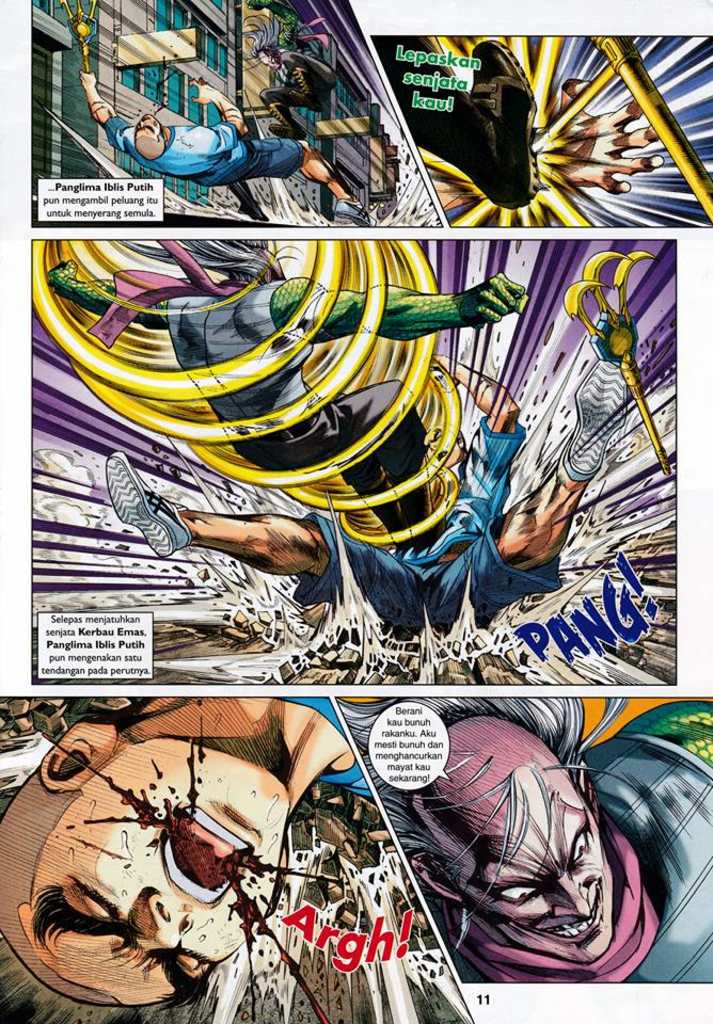 ...Panglima Iblis Putih
pun mengambil peluang itu
untuk menyerang semula.
Lepaskan
senjata
kau!
Selepas menjatuhkan
senjata Kerbau Emas,
Panglima Iblis Putih
pun mengenakan satu
tendangan pada perutnya.
PANG!
Argh!
Berani
kau bunuh
rakanku. Aku
mesti bunuh dan
menghancurkan
mayat kau
sekarang!
11